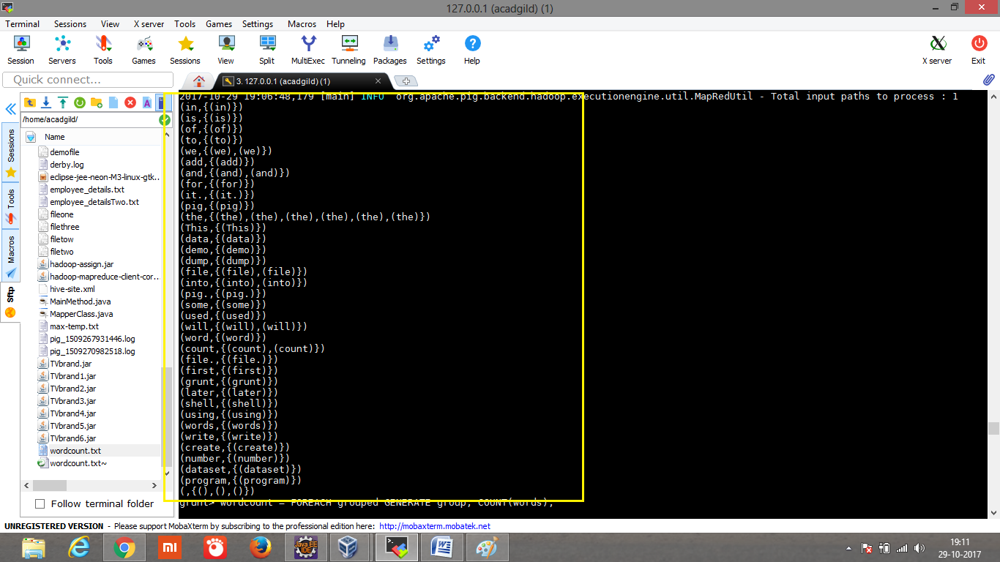 127.0.0.1 (acadgild) (1)
Terminal Sessions View X server Tools Games Settings Macros Help
Session Servers Tools Games Sessions View Split MultiExec Tunneling Packages Settings Help X server Exit
Quick connect...
3. 127.0.0.1 (acadgild) (1)
/home/acadgild/
Name
demofile
derby.log
eclipse-jee-neon-M3-linux-gtk..
employee_details.txt
employee_detailsTwo.txt
fileone
filethree
filetow
filetwo
hadoop-assign.jar
hadoop-mapreduce-client-cor...
hive-site.xml
MainMethod.java
MapperClass.java
max-temp.txt
pig_1509267931446.log
pig_1509270982518.log
TVbrand.jar
TVbrand1.jar
TVbrand2.jar
TVbrand3.jar
TVbrand4.jar
TVbrand5.jar
TVbrand6.jar
wordcount.txt
wordcount.txt~
Follow terminal folder
Sessions
Tools
Macros
Sftp
2017-10-29 19:06:48,179 [main] INFO  org.apache.pig.backend.hadoop.executionengine.util.MapRedUtil - Total input paths to process : 1
(in,{(in)})
(is,{(is)})
(of,{(of)})
(to,{(to)})
(we,{(we),(we)})
(add,{(add)})
(and,{(and),(and)})
(for,{(for)})
(it.,{(it.)})
(pig,{(pig)})
(the,{(the),(the),(the),(the),(the),(the)})
(This,{(This)})
(data,{(data)})
(demo,{(demo)})
(dump,{(dump)})
(file,{(file),(file)})
(into,{(into),(into)})
(pig.,{(pig.)})
(some,{(some)})
(used,{(used)})
(will,{(will),(will)})
(word,{(word)})
(count,{(count),(count)})
(file.,{(file.)})
(first,{(first)})
(grunt,{(grunt)})
(later,{(later)})
(shell,{(shell)})
(using,{(using)})
(words,{(words)})
(write,{(write)})
(create,{(create)})
(number,{(number)})
(dataset,{(dataset)})
(program,{(program)})
(,{(),(),()})
grunt> wordcount = FOREACH grouped GENERATE group, COUNT(words);
UNREGISTERED VERSION - Please support MobaXterm by subscribing to the professional edition here: http://mobaxterm.mobatek.net
mi
Java EE
IDE
19:11
29-10-2017